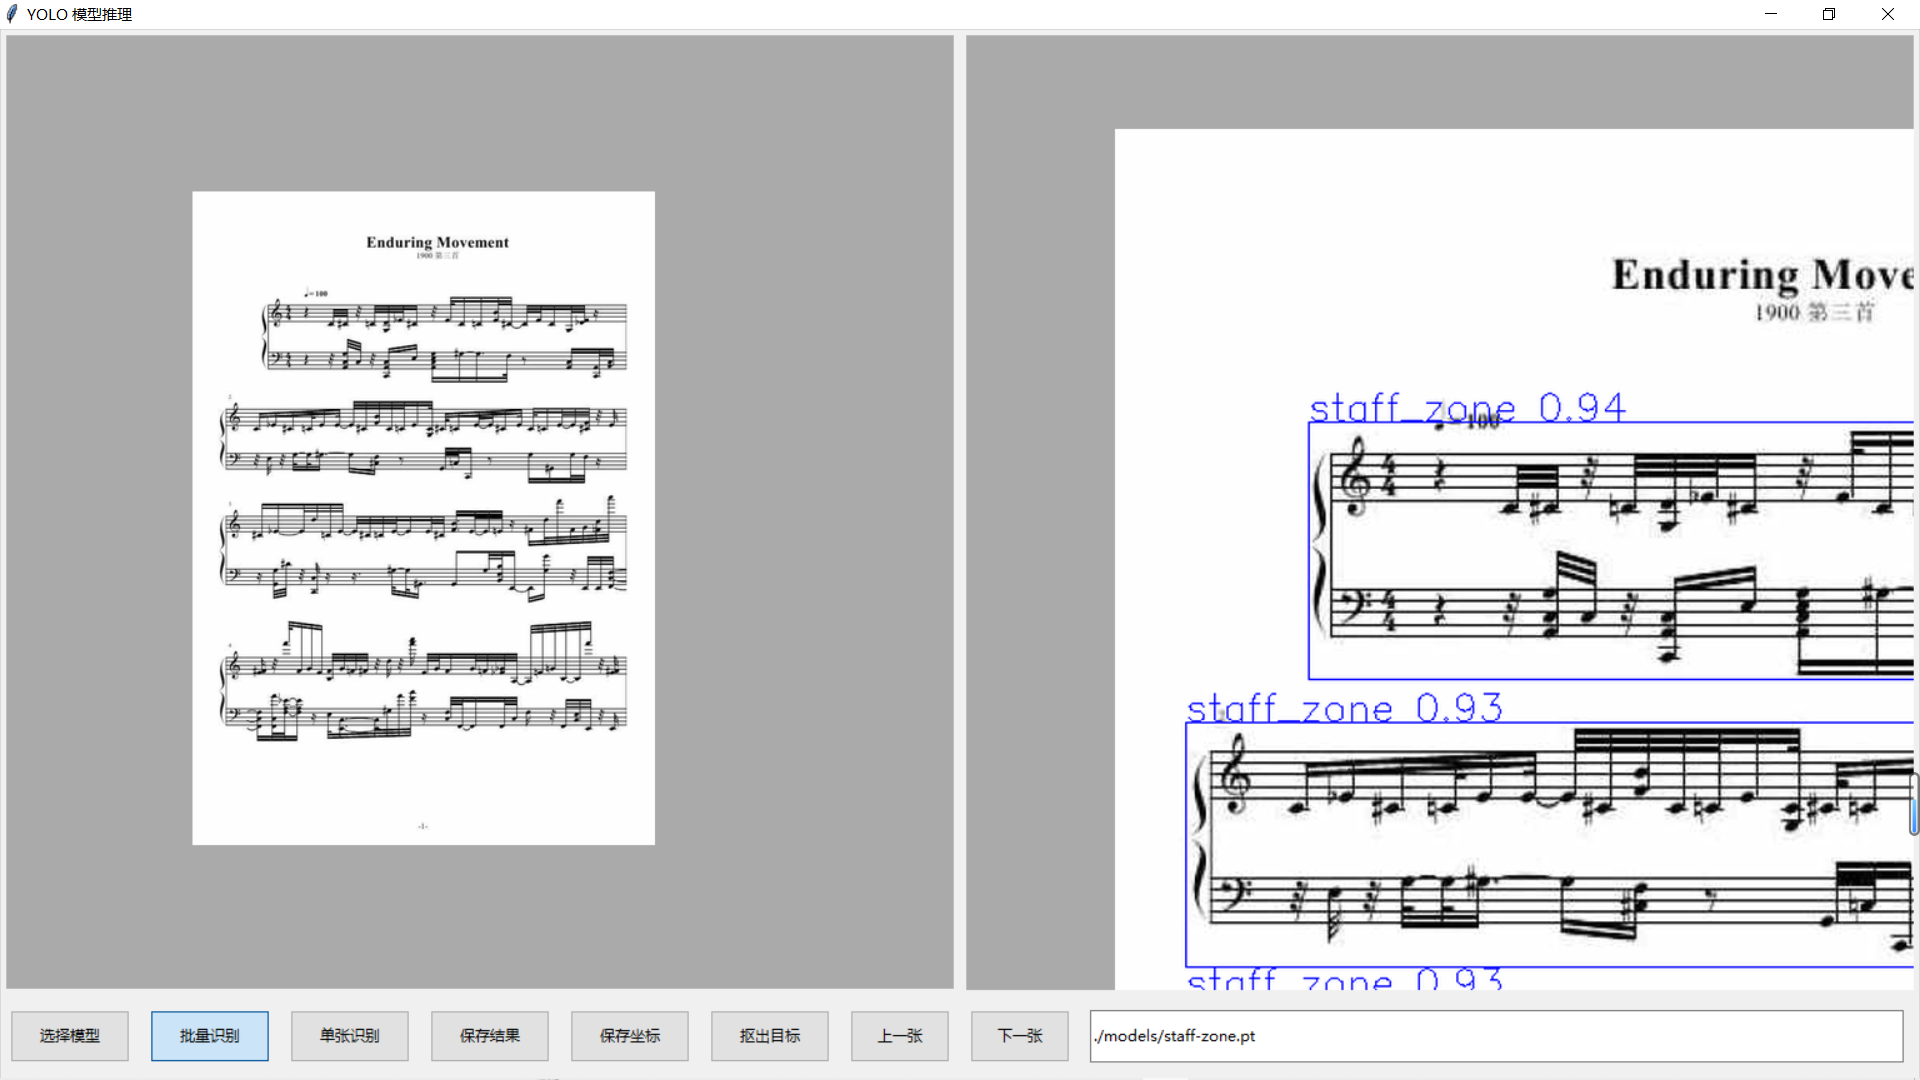 YOLO 模型推理
Enduring Movement
1900 第三首
♩=100
-1-
Enduring Move
1900 第三首
staff_zone 0.94
100
staff_zone 0.93
staff_zone 0.93
选择模型
批量识别
单张识别
保存结果
保存坐标
抠出目标
上一张
下一张
./models/staff-zone.pt